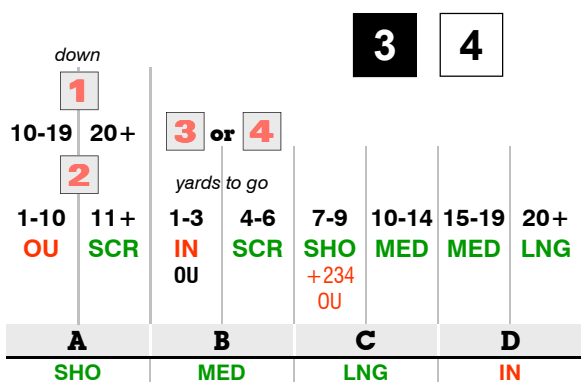 3 4
down
1
10-19 20+ 3 or 4
2 yards to go
1-10 11+ 1-3 4-6 7-9 10-14 15-19 20+
OU SCR IN SCR SHO MED MED LNG
OU +234
OU
A B C D
SHO MED LNG IN